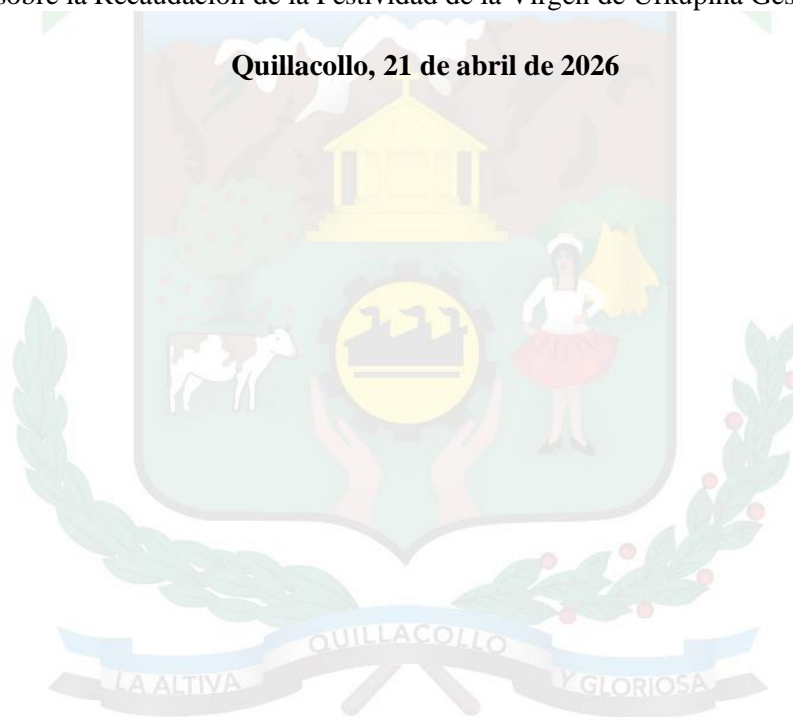 sobre la Recaudación de la Festividad de la Virgen de Urkupiña
Quillacollo, 21 de abril de 2026
QUILLACOLLO
LA ALTIVA Y GLORIOSA